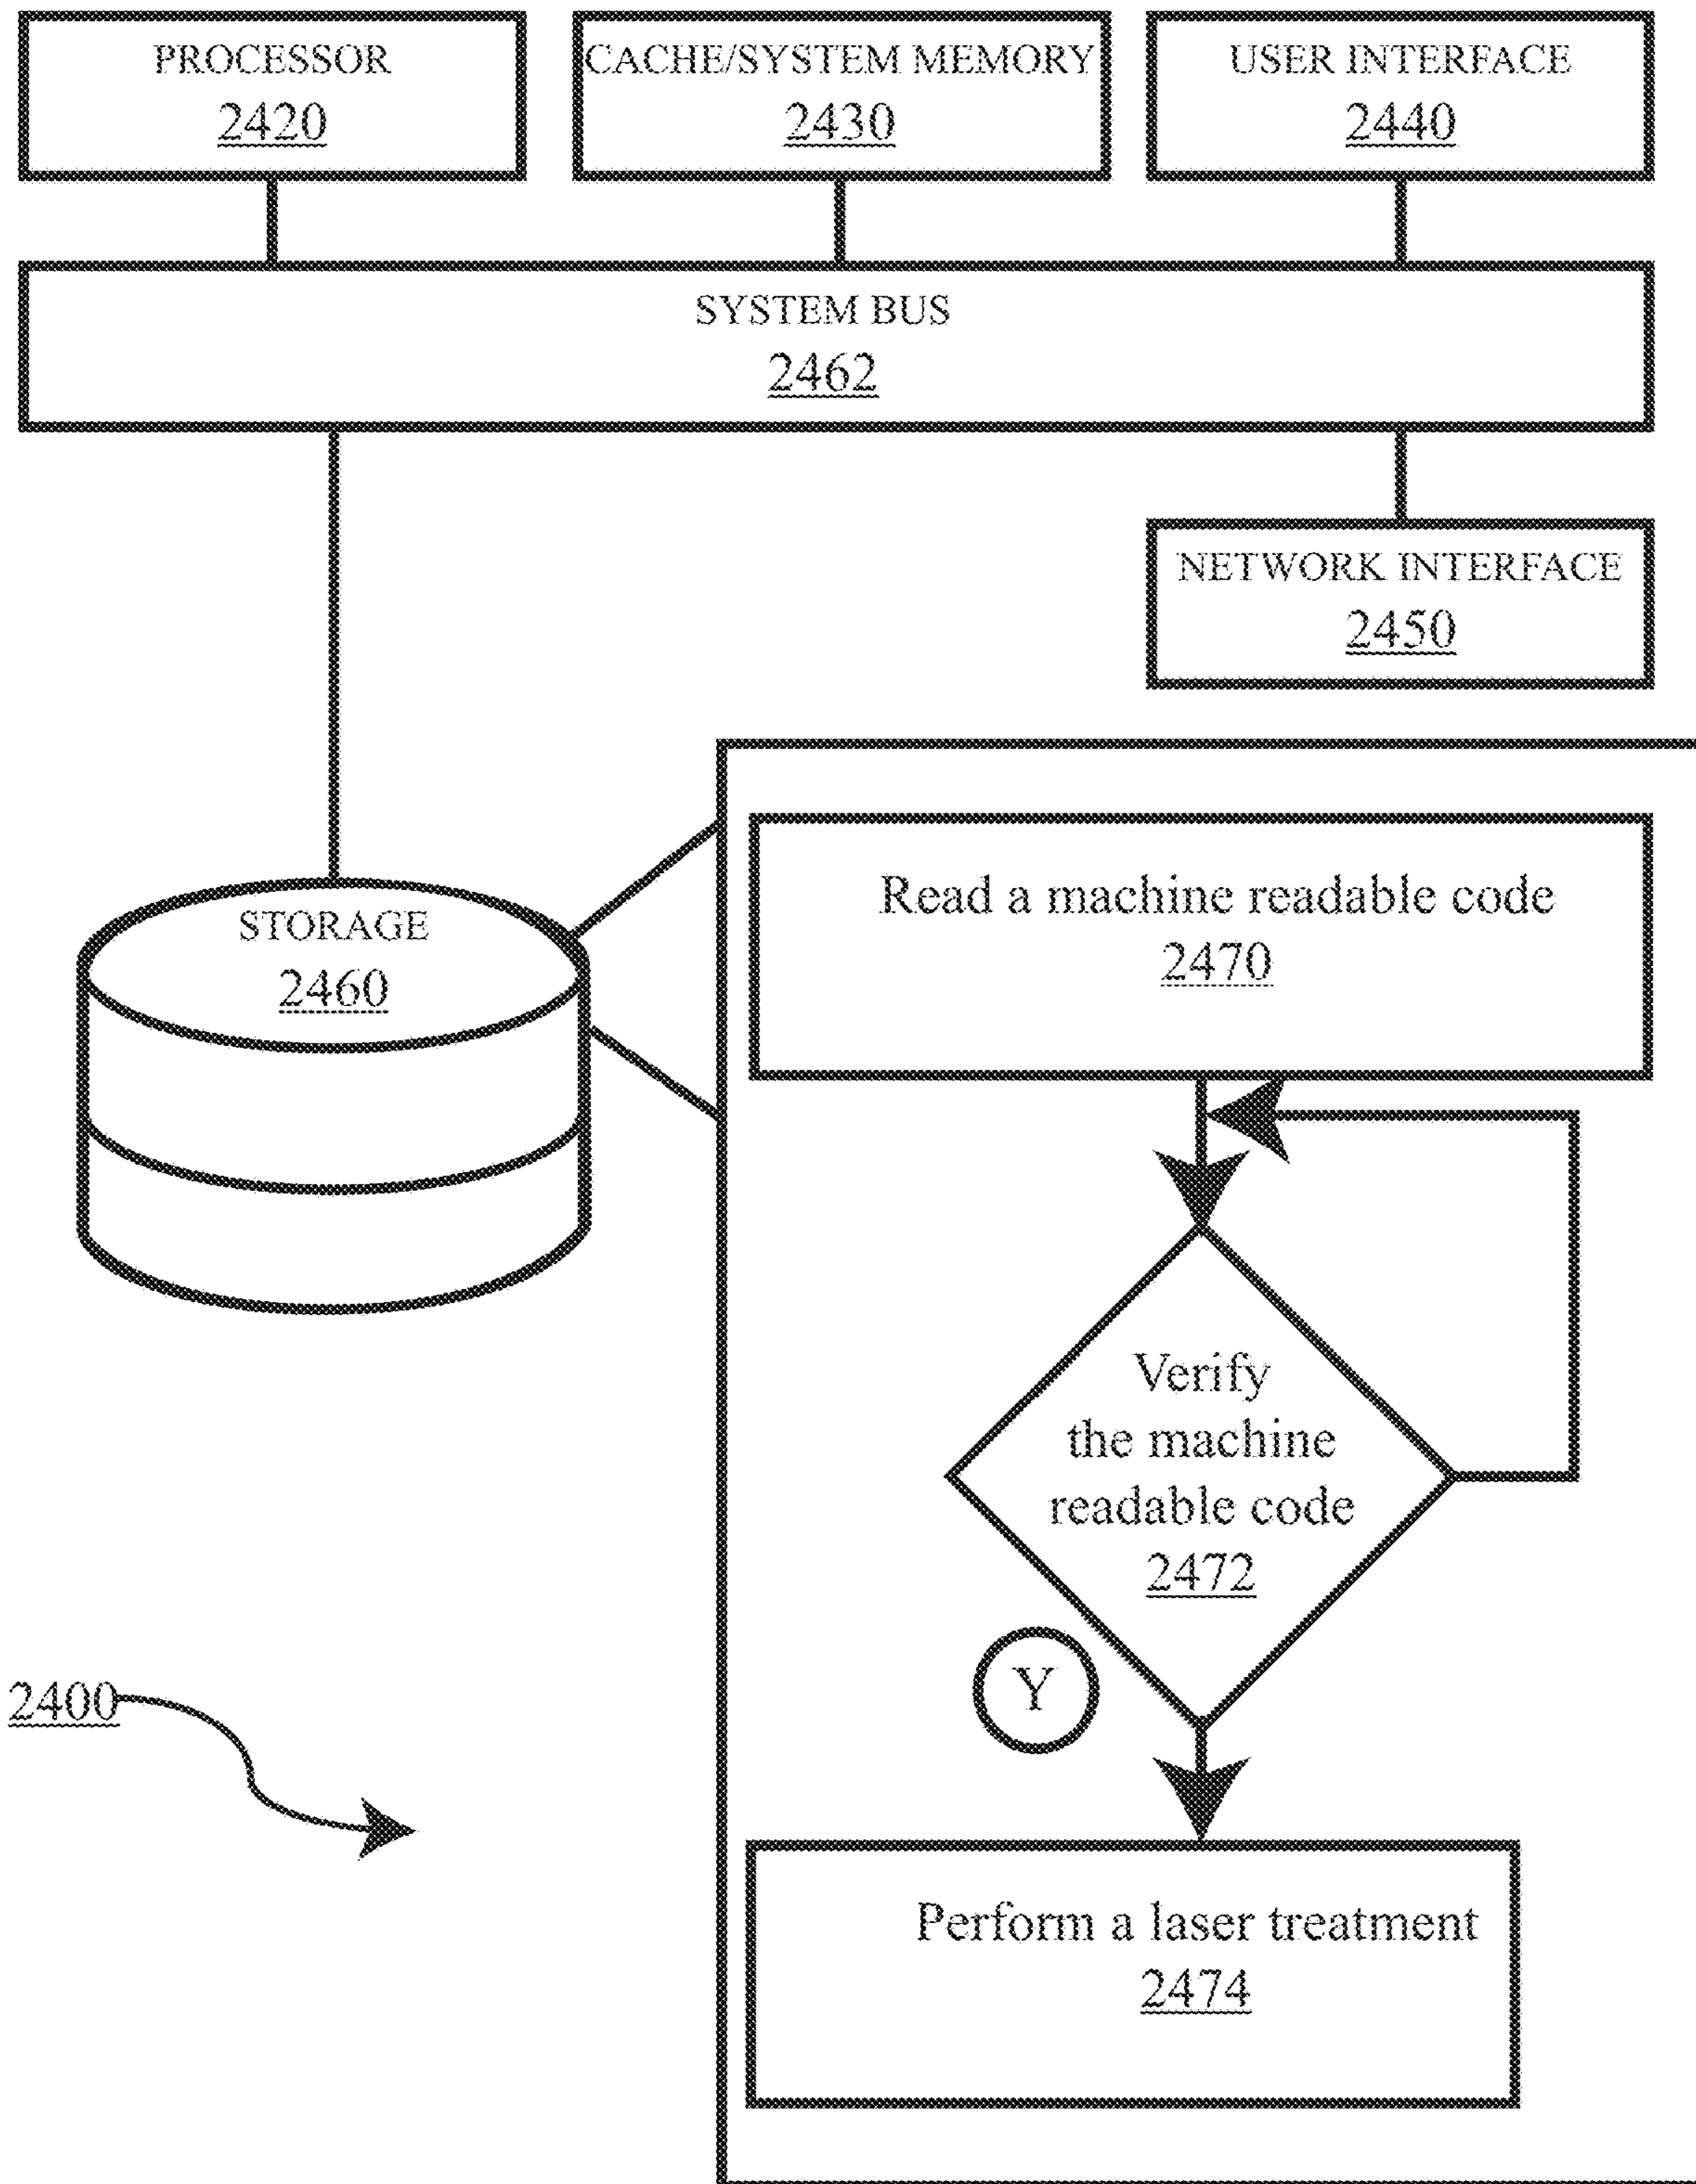 PROCESSOR
2420
CACHE/SYSTEM MEMORY
2430
USER INTERFACE
2440
SYSTEM BUS
2462
NETWORK INTERFACE
2450
STORAGE
2460
Read a machine readable code
2470
Verify
the machine
readable code
2472
Y
2400
Perform a laser treatment
2474